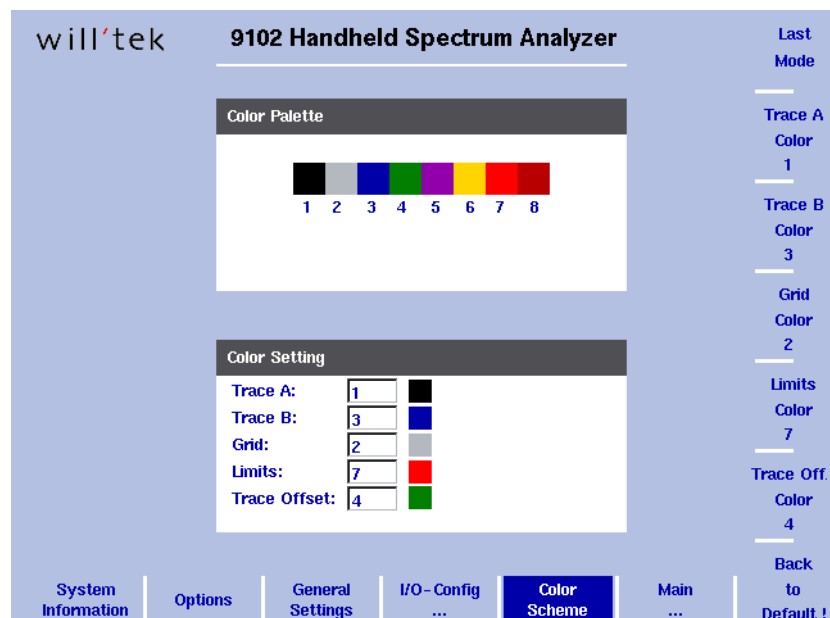 will'tek
9102 Handheld Spectrum Analyzer
Color Palette
1 2 3 4 5 6 7 8
Color Setting
Trace A: 1
Trace B: 3
Grid: 2
Limits: 7
Trace Offset: 4
Last
Mode
Trace A
Color
1
Trace B
Color
3
Grid
Color
2
Limits
Color
7
Trace Off.
Color
4
Back
to
Default !
System
Information
Options
General
Settings
I/O-Config
...
Color
Scheme
Main
...